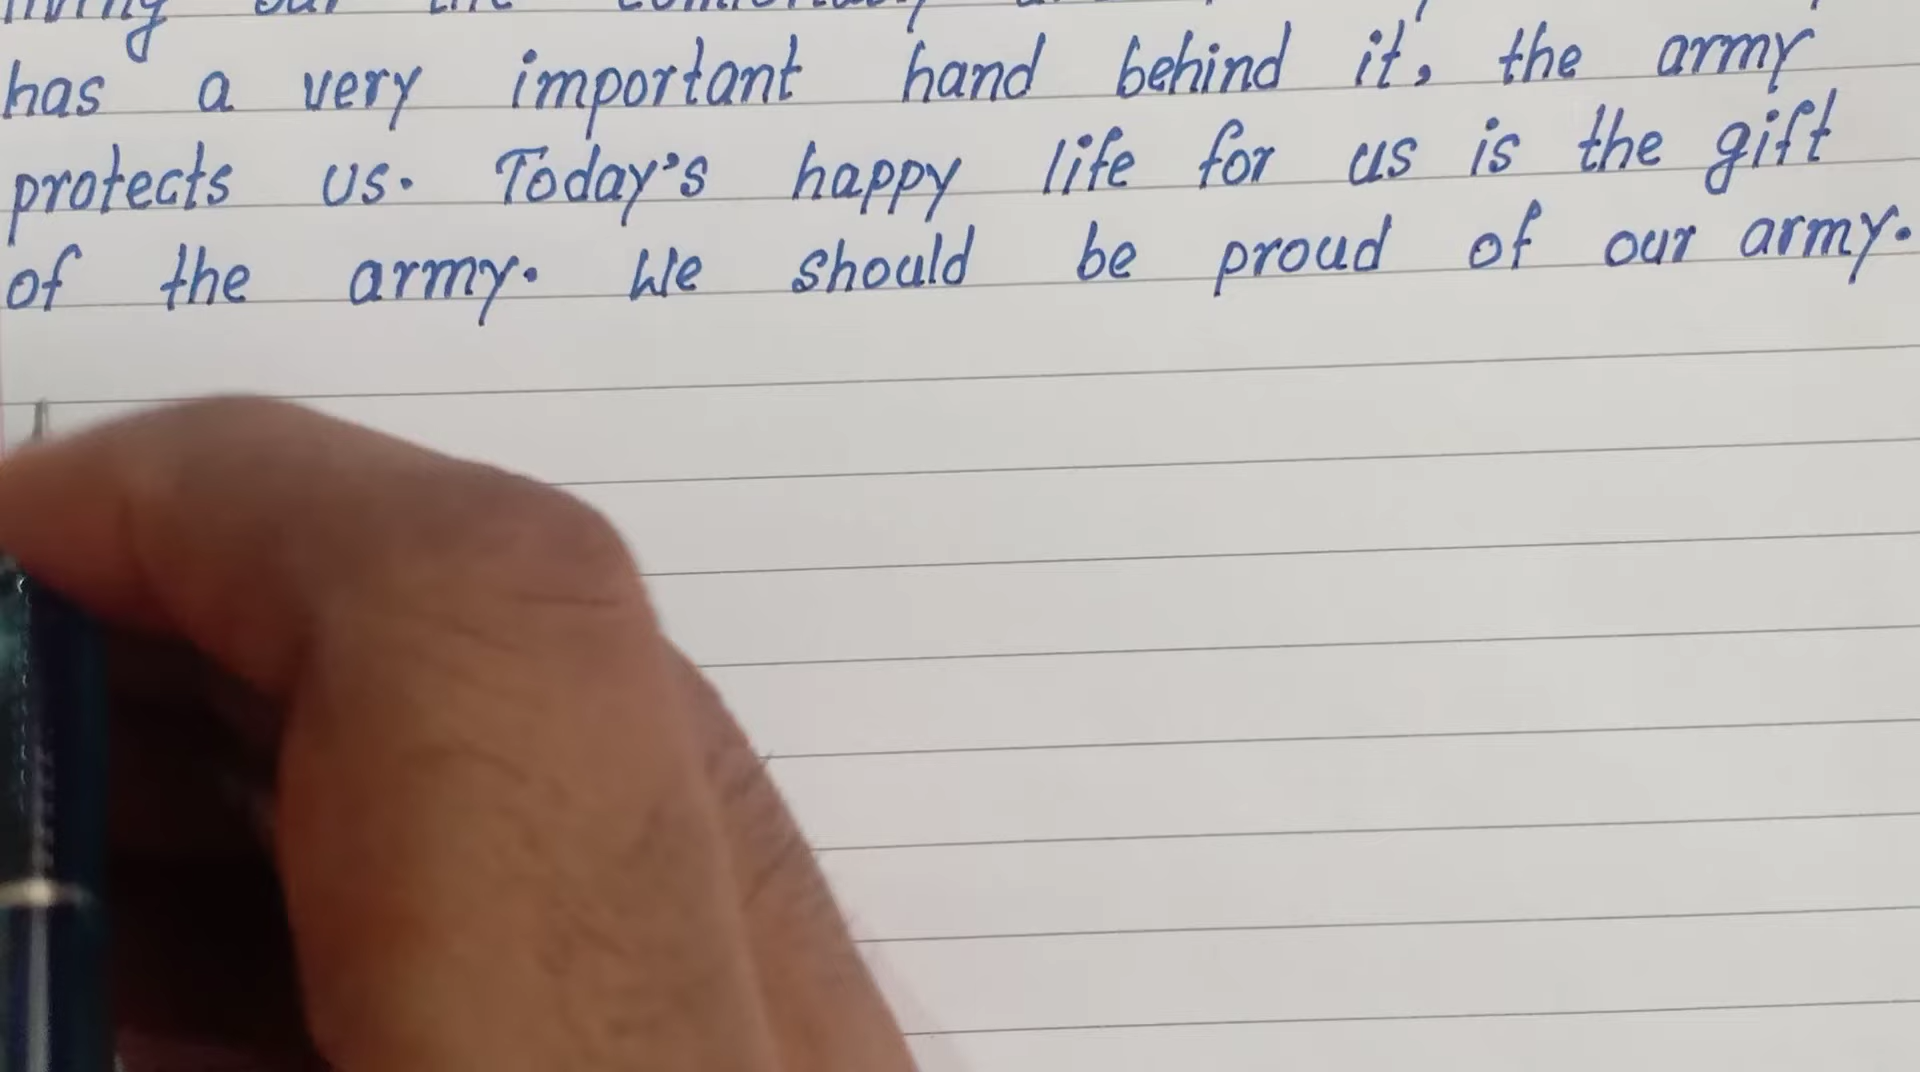 has a very important hand behind it, the army
protects us. Today's happy life for us is the gift
of the army. We should be proud of our army.